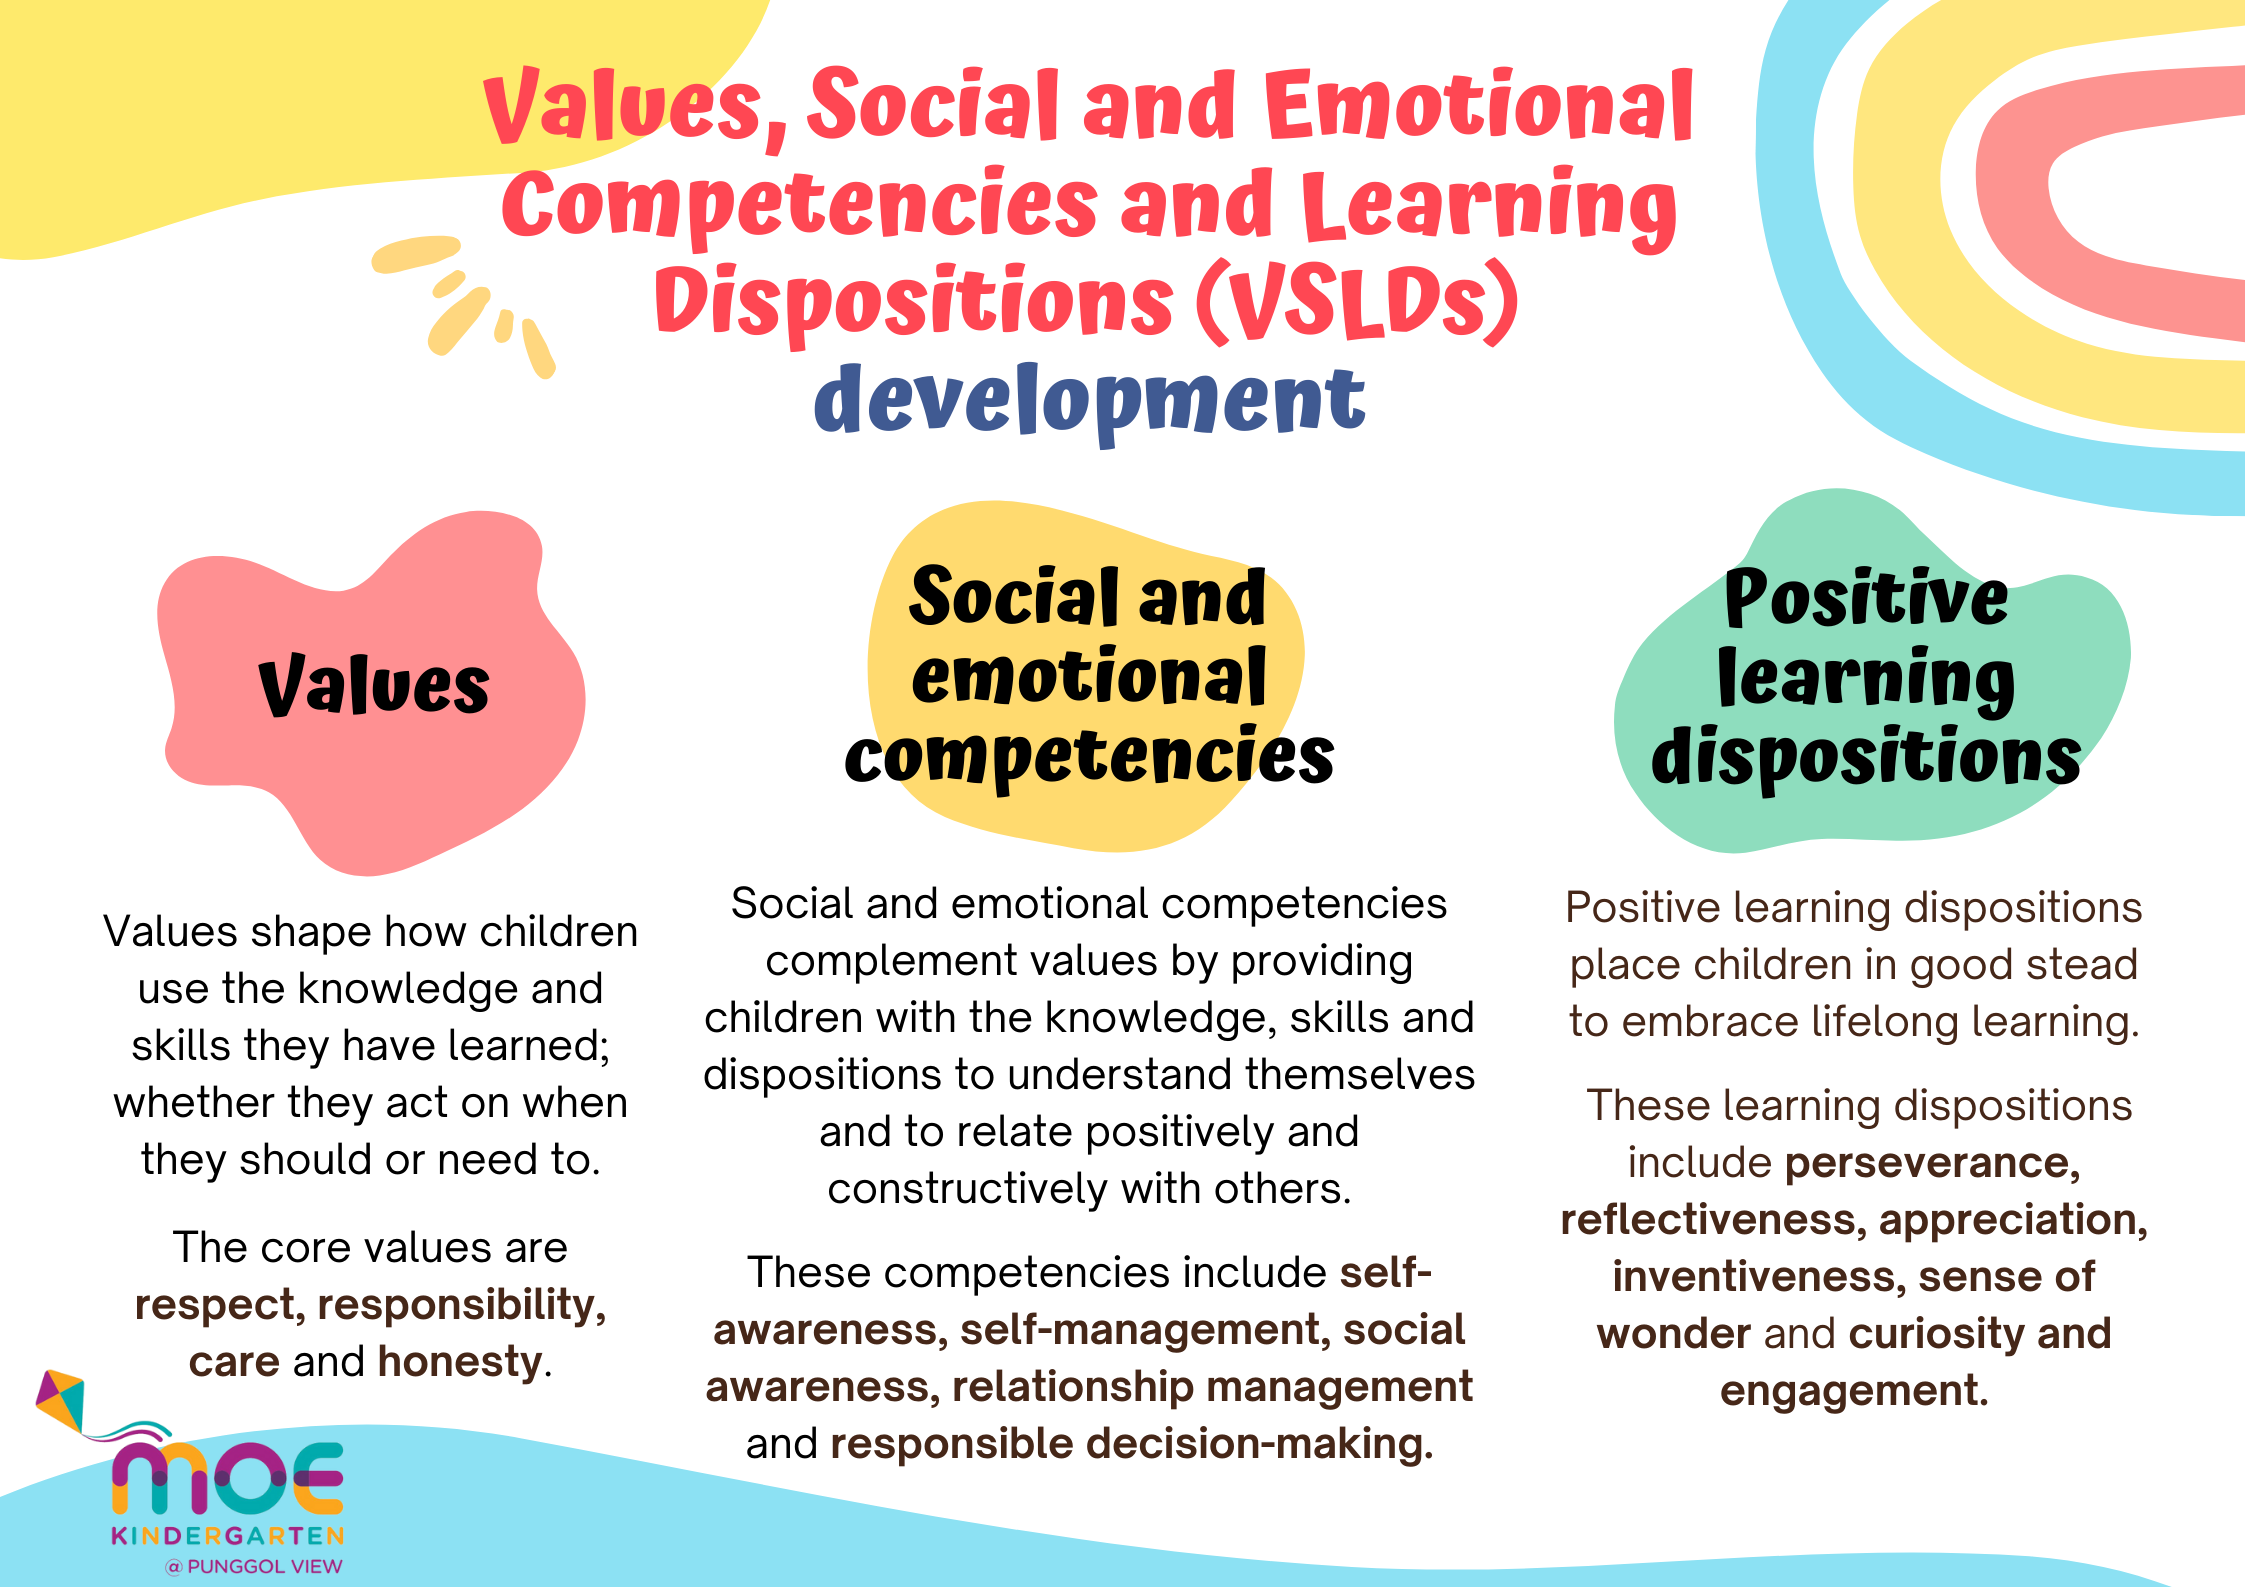 Values, Social and Emotional
Competencies and Learning
Dispositions (VSLDs)
development
Values
Values shape how children
use the knowledge and
skills they have learned;
whether they act on when
they should or need to.
The core values are
respect, responsibility,
care and honesty.
Social and
emotional
competencies
Social and emotional competencies
complement values by providing
children with the knowledge, skills and
dispositions to understand themselves
and to relate positively and
constructively with others.
These competencies include self-
awareness, self-management, social
awareness, relationship management
and responsible decision-making.
Positive
learning
dispositions
Positive learning dispositions
place children in good stead
to embrace lifelong learning.
These learning dispositions
include perseverance,
reflectiveness, appreciation,
inventiveness, sense of
wonder and curiosity and
engagement.
moe
KINDERGARTEN
@ PUNGGOL VIEW